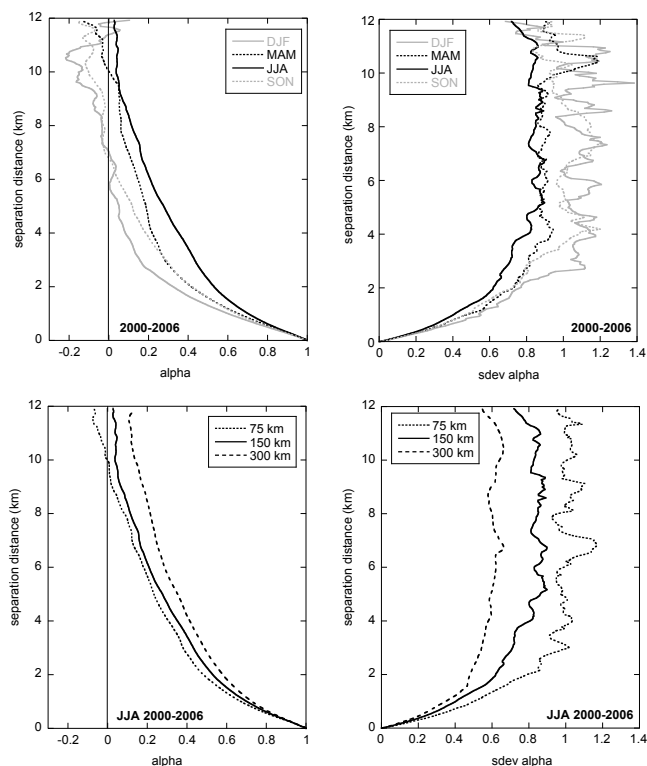 12
10
8
6
4
2
0
separation distance (km)
DJF
MAM
JJA
SON
2000-2006
-0.2 0 0.2 0.4 0.6 0.8 1
alpha
12
10
8
6
4
2
0
separation distance (km)
DJF
MAM
JJA
SON
2000-2006
0 0.2 0.4 0.6 0.8 1 1.2 1.4
sdev alpha
12
10
8
6
4
2
0
separation distance (km)
75 km
150 km
300 km
JJA 2000-2006
-0.2 0 0.2 0.4 0.6 0.8 1
alpha
12
10
8
6
4
2
0
separation distance (km)
75 km
150 km
300 km
JJA 2000-2006
0 0.2 0.4 0.6 0.8 1 1.2 1.4
sdev alpha